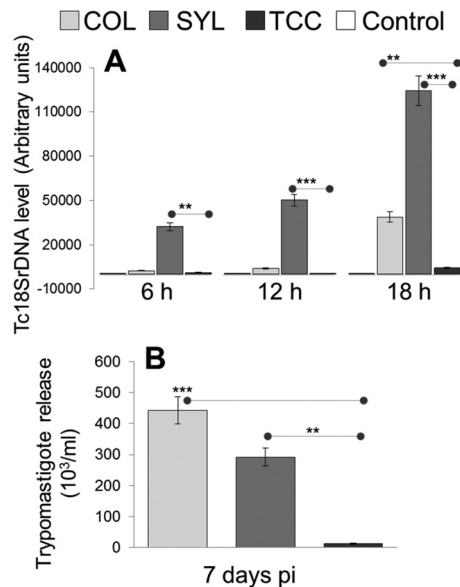 COL SYL TCC Control
A
Tc18SrDNA level (Arbitrary units)
140000
110000
80000
50000
20000
-10000
** *** ** ***
6 h 12 h 18 h
B
Trypomastigote release
(10³/ml)
600
500
400
300
200
100
0
***
**
7 days pi